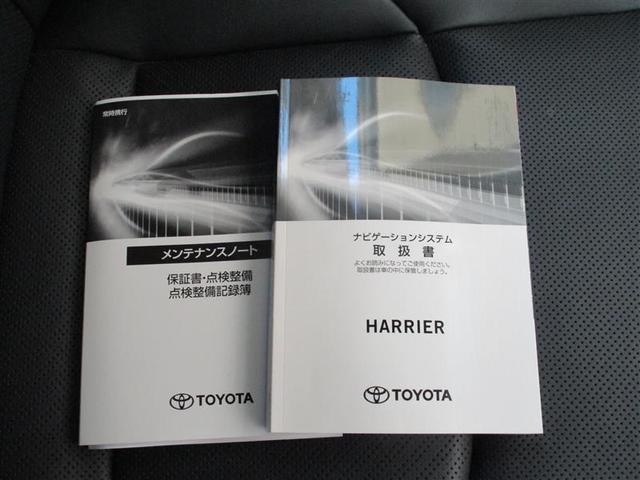 常時携行
メンテナンスノート
保証書・点検整備
点検整備記録簿
TOYOTA
ナビゲーションシステム
取扱書
よくお読みになってご使用ください。
取扱書は車の中に保管しましょう。
HARRIER
TOYOTA